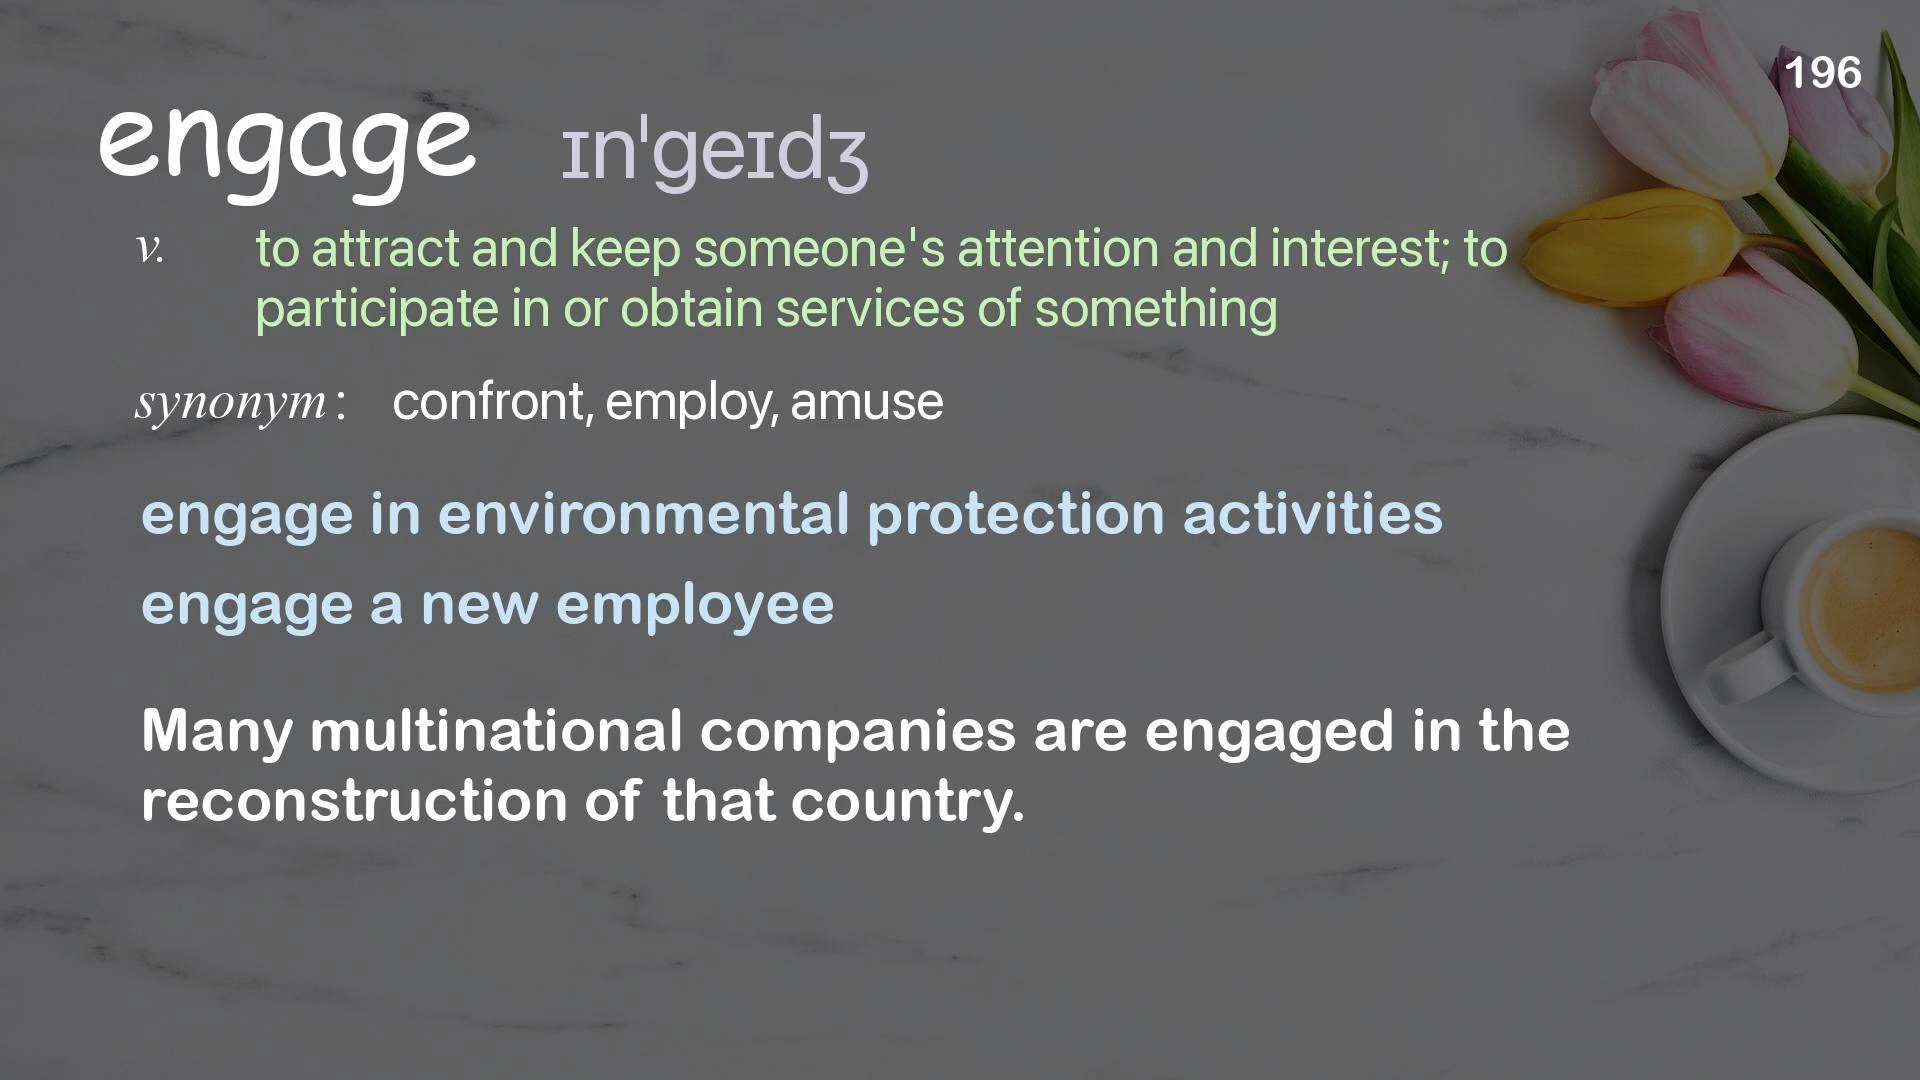 196
engage ɪnˈɡeɪdʒ
v. to attract and keep someone's attention and interest; to
participate in or obtain services of something
synonym : confront, employ, amuse
engage in environmental protection activities
engage a new employee
Many multinational companies are engaged in the
reconstruction of that country.